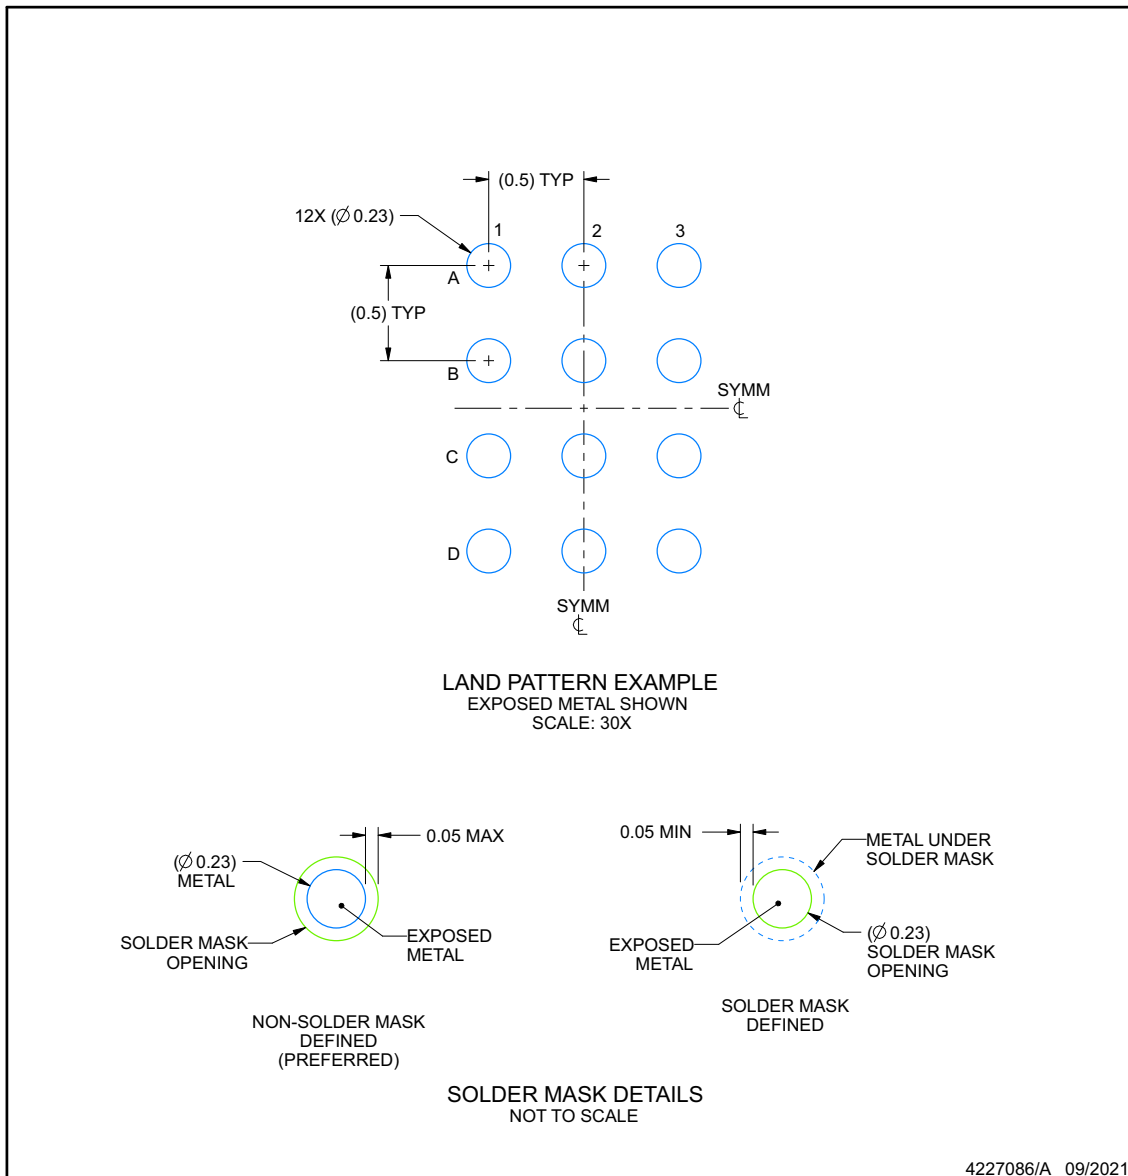 (0.5) TYP
12X (∅ 0.23)
1
2
3
A
(0.5) TYP
B
SYMM
℄
C
D
SYMM
℄
LAND PATTERN EXAMPLE
EXPOSED METAL SHOWN
SCALE: 30X
0.05 MAX
(∅ 0.23)
METAL
SOLDER MASK
OPENING
EXPOSED
METAL
NON-SOLDER MASK
DEFINED
(PREFERRED)
0.05 MIN
METAL UNDER
SOLDER MASK
EXPOSED
METAL
(∅ 0.23)
SOLDER MASK
OPENING
SOLDER MASK
DEFINED
SOLDER MASK DETAILS
NOT TO SCALE
4227086/A 09/2021